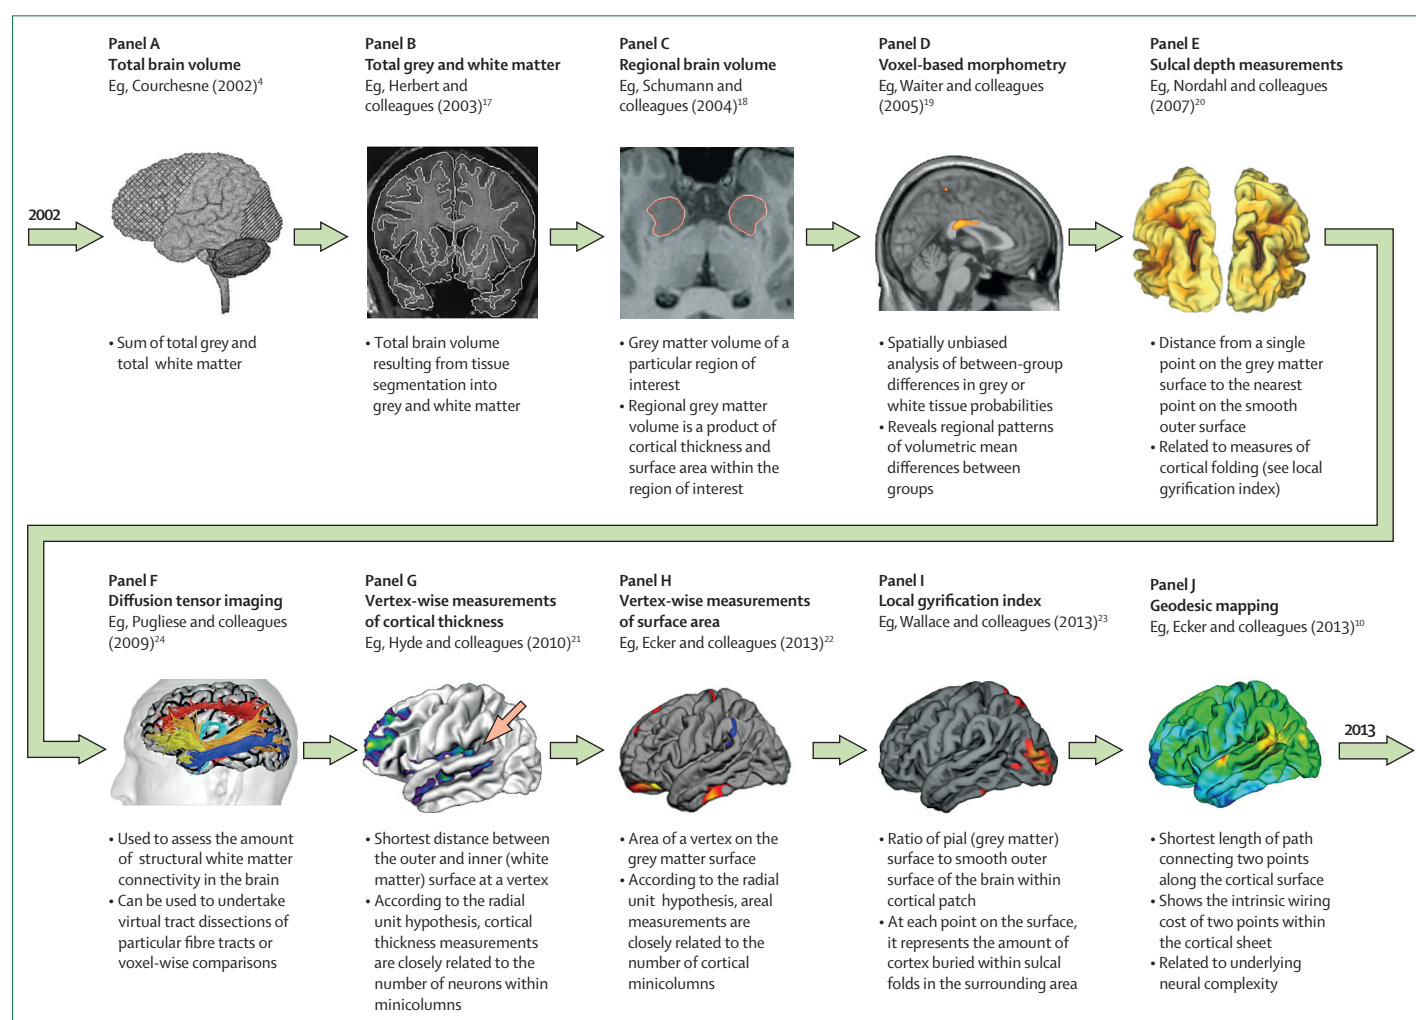 Panel A
Total brain volume
Eg, Courchesne (2002)4
Panel B
Total grey and white matter
Eg, Herbert and
colleagues (2003)17
Panel C
Regional brain volume
Eg, Schumann and
colleagues (2004)18
Panel D
Voxel-based morphometry
Eg, Waiter and colleagues
(2005)19
Panel E
Sulcal depth measurements
Eg, Nordahl and colleagues
(2007)20
2002
• Sum of total grey and
total white matter
• Total brain volume
resulting from tissue
segmentation into
grey and white matter
• Grey matter volume of a
particular region of
interest
• Regional grey matter
volume is a product of
cortical thickness and
surface area within the
region of interest
• Spatially unbiased
analysis of between-group
differences in grey or
white tissue probabilities
• Reveals regional patterns
of volumetric mean
differences between
groups
• Distance from a single
point on the grey matter
surface to the nearest
point on the smooth
outer surface
• Related to measures of
cortical folding (see local
gyrification index)
Panel F
Diffusion tensor imaging
Eg, Pugliese and colleagues
(2009)24
Panel G
Vertex-wise measurements
of cortical thickness
Eg, Hyde and colleagues (2010)21
Panel H
Vertex-wise measurements
of surface area
Eg, Ecker and colleagues (2013)22
Panel I
Local gyrification index
Eg, Wallace and colleagues (2013)23
Panel J
Geodesic mapping
Eg, Ecker and colleagues (2013)10
2013
• Used to assess the amount
of structural white matter
connectivity in the brain
• Can be used to undertake
virtual tract dissections of
particular fibre tracts or
voxel-wise comparisons
• Shortest distance between
the outer and inner (white
matter) surface at a vertex
• According to the radial
unit hypothesis, cortical
thickness measurements
are closely related to the
number of neurons within
minicolumns
• Area of a vertex on the
grey matter surface
• According to the radial
unit hypothesis, areal
measurements are
closely related to the
number of cortical
minicolumns
• Ratio of pial (grey matter)
surface to smooth outer
surface of the brain within
cortical patch
• At each point on the surface,
it represents the amount of
cortex buried within sulcal
folds in the surrounding area
• Shortest length of path
connecting two points
along the cortical surface
• Shows the intrinsic wiring
cost of two points within
the cortical sheet
• Related to underlying
neural complexity